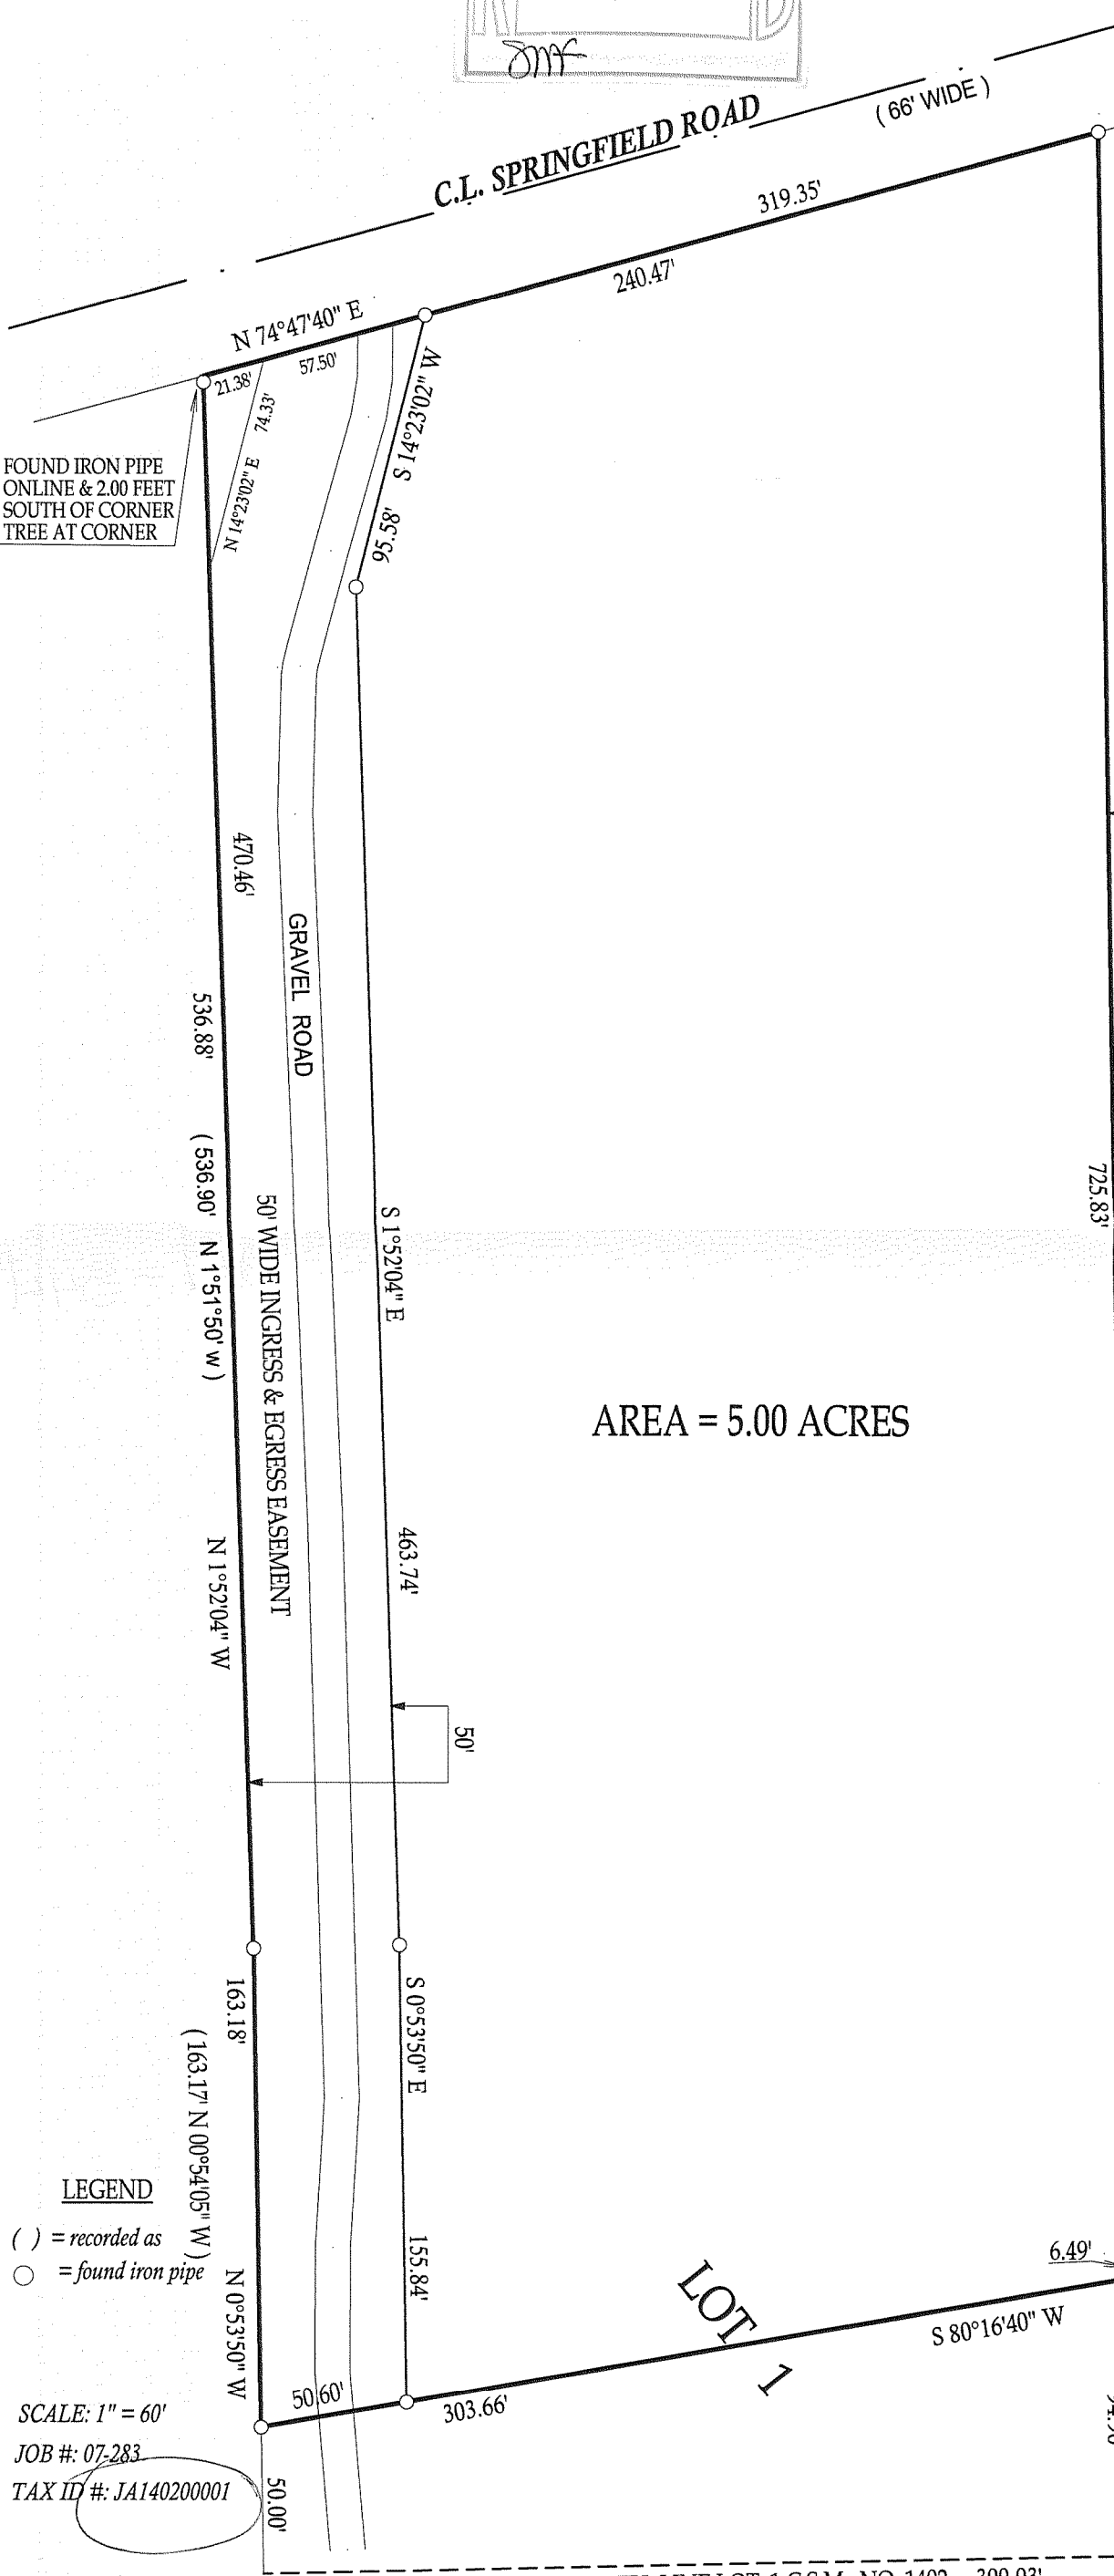 C.L. SPRINGFIELD ROAD
( 66' WIDE )
319.35'
240.47'
N 74°47'40" E
57.50'
21.38'
74.33'
N 14°23'02" E
S 14°23'02" W
95.58'
FOUND IRON PIPE
ONLINE & 2.00 FEET
SOUTH OF CORNER
TREE AT CORNER
470.46'
GRAVEL ROAD
536.88'
( 536.90' N 1°51°50' W )
725.83'
50' WIDE INGRESS & EGRESS EASEMENT
S 1°52'04" E
AREA = 5.00 ACRES
463.74'
N 1°52'04" W
50'
163.18'
( 163.17' N 00°54'05" W )
S 0°53'50" E
LEGEND
( ) = recorded as
= found iron pipe
N 0°53'50" W
155.84'
LOT 1
6.49'
S 80°16'40" W
50.60'
303.66'
SCALE: 1" = 60'
JOB #: 07-283
TAX ID #: JA140200001
50.00'